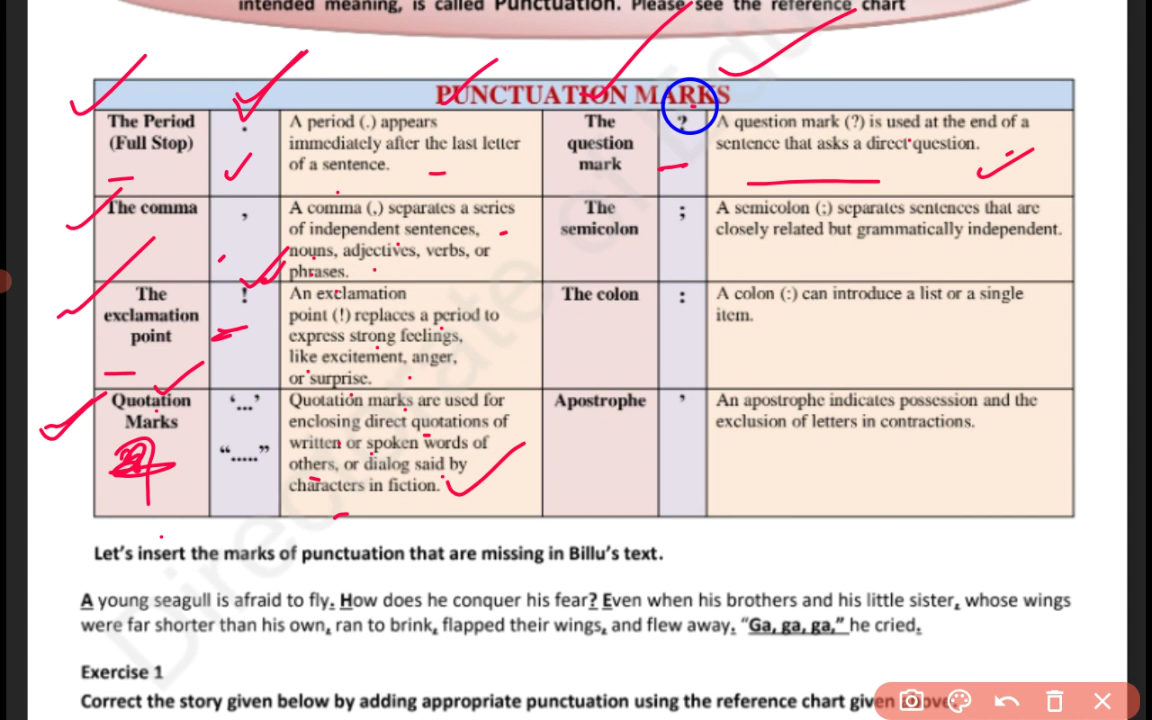 intended meaning, is called Punctuation. Please see the reference chart
PUNCTUATION MARKS
The Period
(Full Stop)
.
A period (.) appears
immediately after the last letter
of a sentence.
The
question
mark
?
A question mark (?) is used at the end of a
sentence that asks a direct question.
The comma
,
A comma (,) separates a series
of independent sentences,
nouns, adjectives, verbs, or
phrases.
The
semicolon
;
A semicolon (;) separates sentences that are
closely related but grammatically independent.
The
exclamation
point
!
An exclamation
point (!) replaces a period to
express strong feelings,
like excitement, anger,
or surprise.
The colon
:
A colon (:) can introduce a list or a single
item.
Quotation
Marks
‘...’
“.....”
Quotation marks are used for
enclosing direct quotations of
written or spoken words of
others, or dialog said by
characters in fiction.
Apostrophe
’
An apostrophe indicates possession and the
exclusion of letters in contractions.
Let’s insert the marks of punctuation that are missing in Billu’s text.
A young seagull is afraid to fly. How does he conquer his fear? Even when his brothers and his little sister, whose wings
were far shorter than his own, ran to brink, flapped their wings, and flew away. “Ga, ga, ga,” he cried.
Exercise 1
Correct the story given below by adding appropriate punctuation using the reference chart given